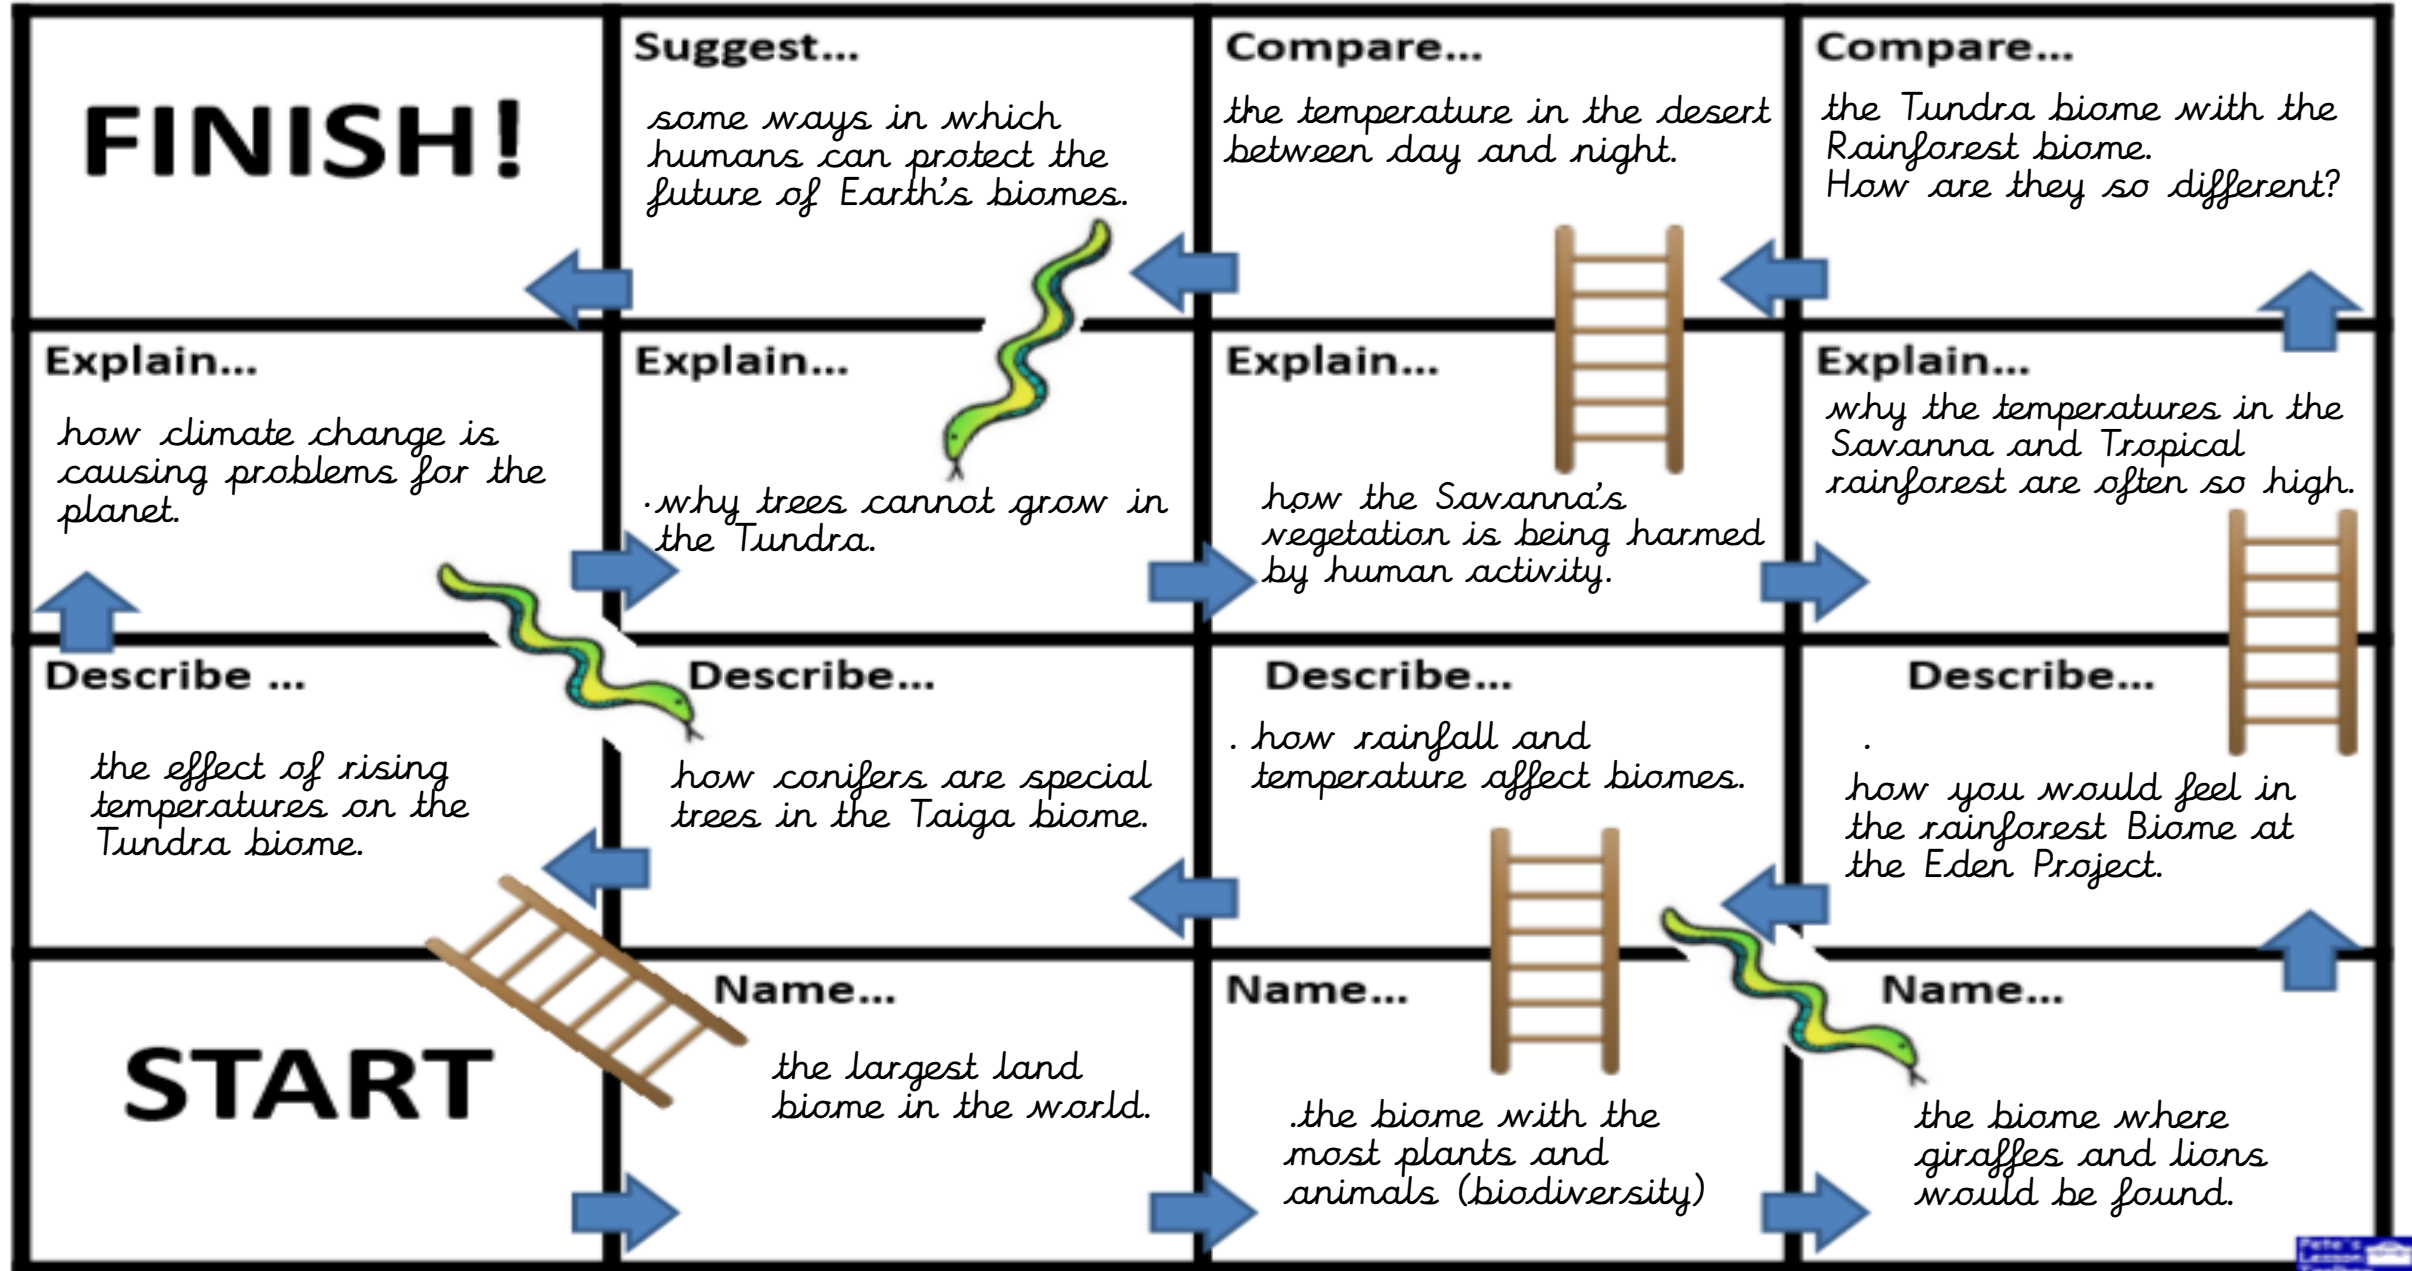 FINISH!
Suggest...
some ways in which
humans can protect the
future of Earth's biomes.
Compare...
the temperature in the desert
between day and night.
Compare...
the Tundra biome with the
Rainforest biome.
How are they so different?
Explain...
how climate change is
causing problems for the
planet.
Explain...
.why trees cannot grow in
the Tundra.
Explain...
how the Savanna's
vegetation is being harmed
by human activity.
Explain...
why the temperatures in the
Savanna and Tropical
rainforest are often so high.
Describe ...
the effect of rising
temperatures on the
Tundra biome.
Describe...
how conifers are special
trees in the Taiga biome.
Describe...
. how rainfall and
temperature affect biomes.
Describe...
.
how you would feel in
the rainforest Biome at
the Eden Project.
START
Name...
the largest land
biome in the world.
Name...
.the biome with the
most plants and
animals (biodiversity)
Name...
the biome where
giraffes and lions
would be found.
Pete's
Lesson